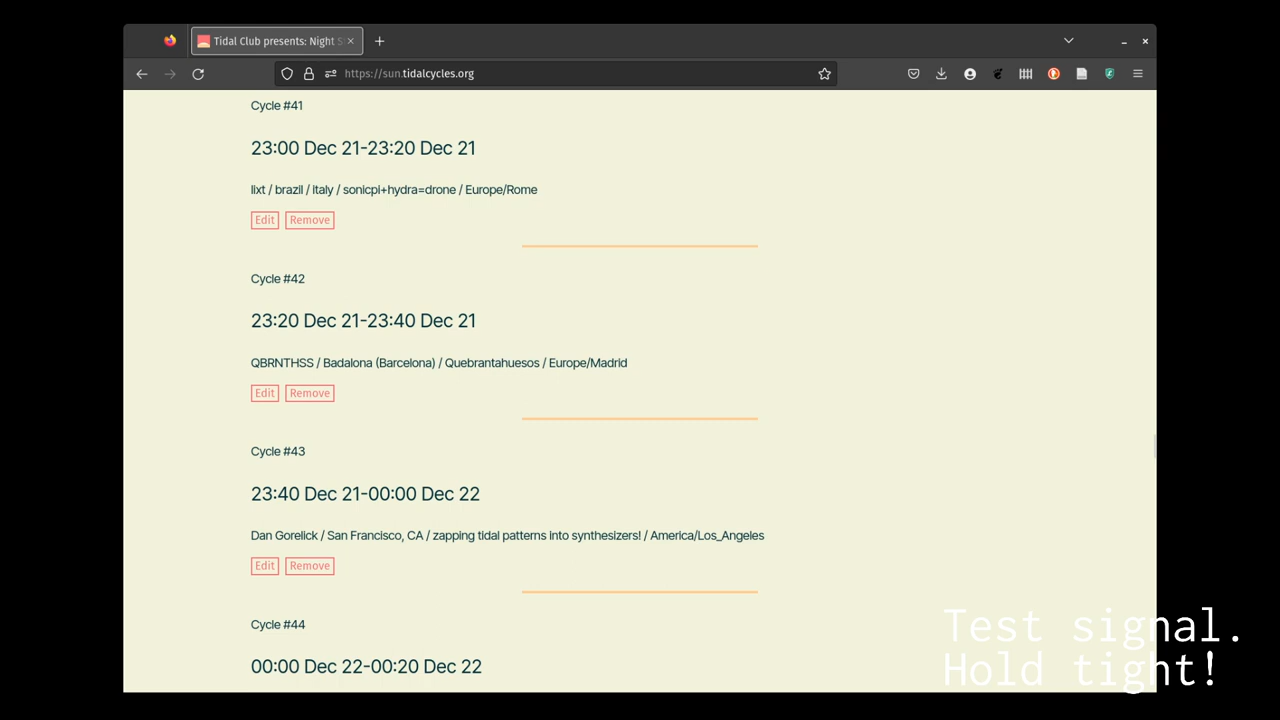 Tidal Club presents: Night S
https://sun.tidalcycles.org
Cycle #41
23:00 Dec 21-23:20 Dec 21
lixt / brazil / italy / sonicpi+hydra=drone / Europe/Rome
Edit Remove
Cycle #42
23:20 Dec 21-23:40 Dec 21
QBRNTHSS / Badalona (Barcelona) / Quebrantahuesos / Europe/Madrid
Edit Remove
Cycle #43
23:40 Dec 21-00:00 Dec 22
Dan Gorelick / San Francisco, CA / zapping tidal patterns into synthesizers! / America/Los_Angeles
Edit Remove
Cycle #44
00:00 Dec 22-00:20 Dec 22
Test signal.
Hold tight!